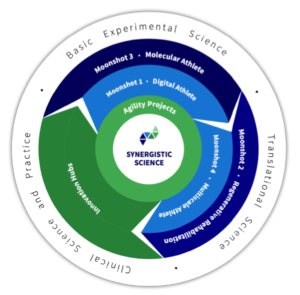 Basic Experimental Science
Moonshot 3 • Molecular Athlete
Moonshot 1 • Digital Athlete
Agility Projects
SYNERGISTIC
SCIENCE
Moonshot 4 • Multiscale Athlete
Moonshot 2 • Regenerative Rehabilitation
Translational Science
Innovation Hubs
Clinical Science and Practice